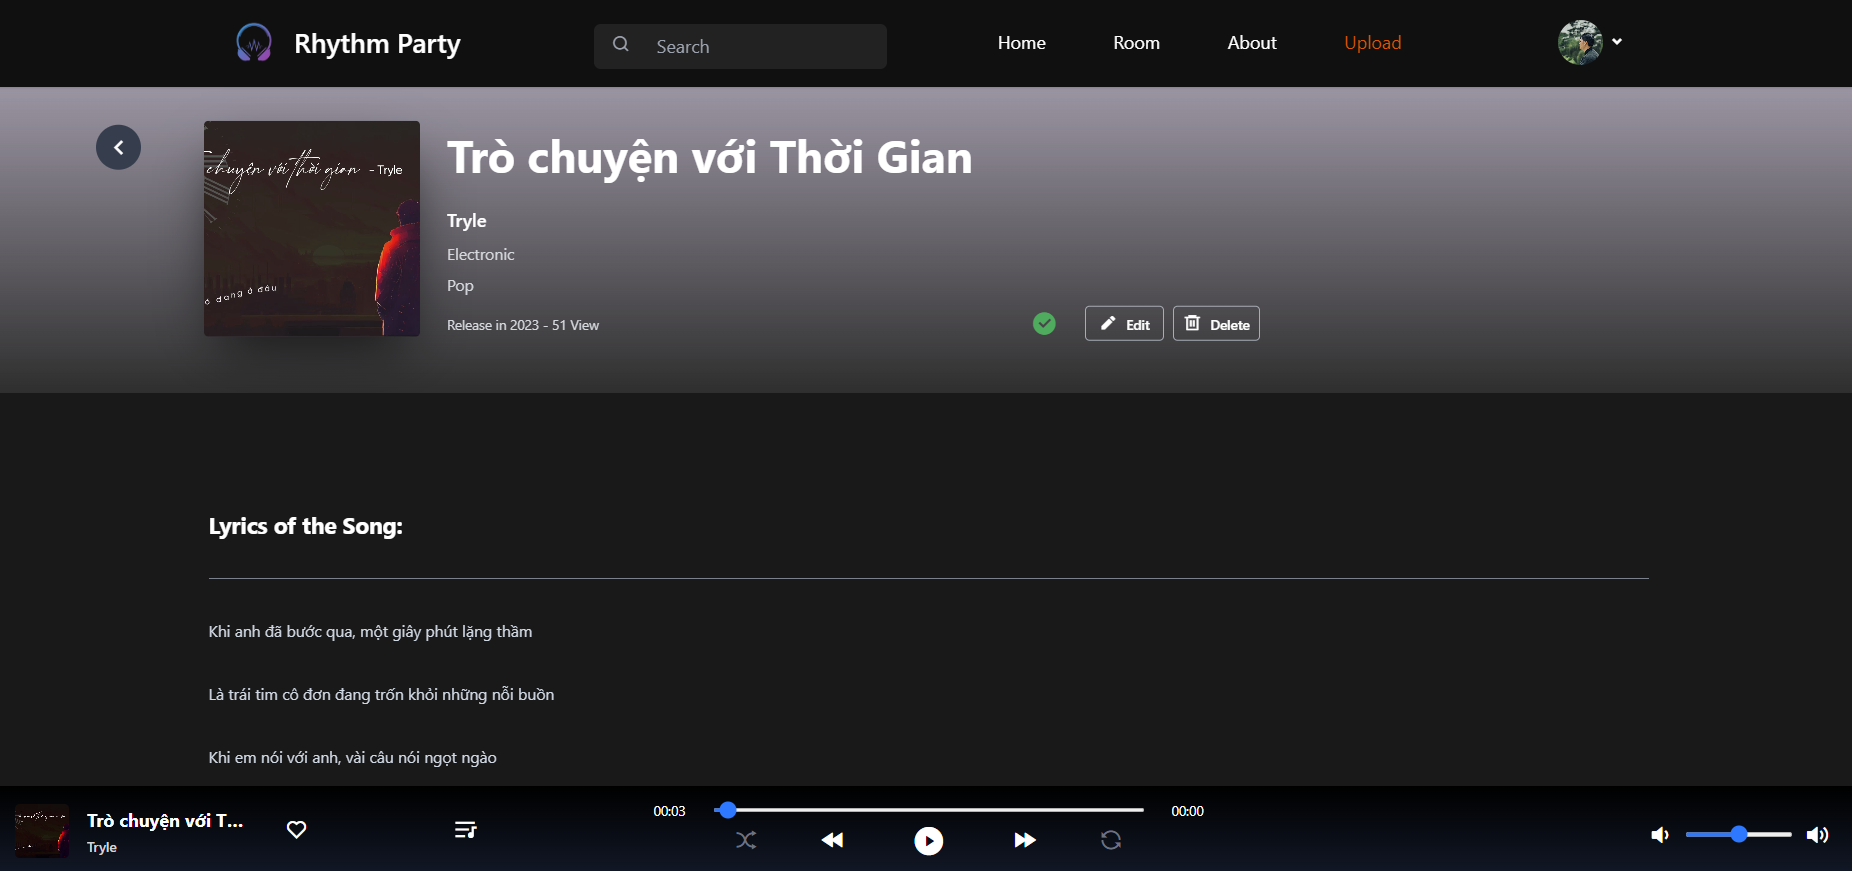 Rhythm Party
Search
Home
Room
About
Upload
chuyện với thời gian - Tryle
đang ở đâu
Trò chuyện với Thời Gian
Tryle
Electronic
Pop
Release in 2023 - 51 View
Edit
Delete
Lyrics of the Song:
Khi anh đã bước qua, một giây phút lặng thầm
Là trái tim cô đơn đang trốn khỏi những nỗi buồn
Khi em nói với anh, vài câu nói ngọt ngào
Trò chuyện với T...
Tryle
00:03
00:00